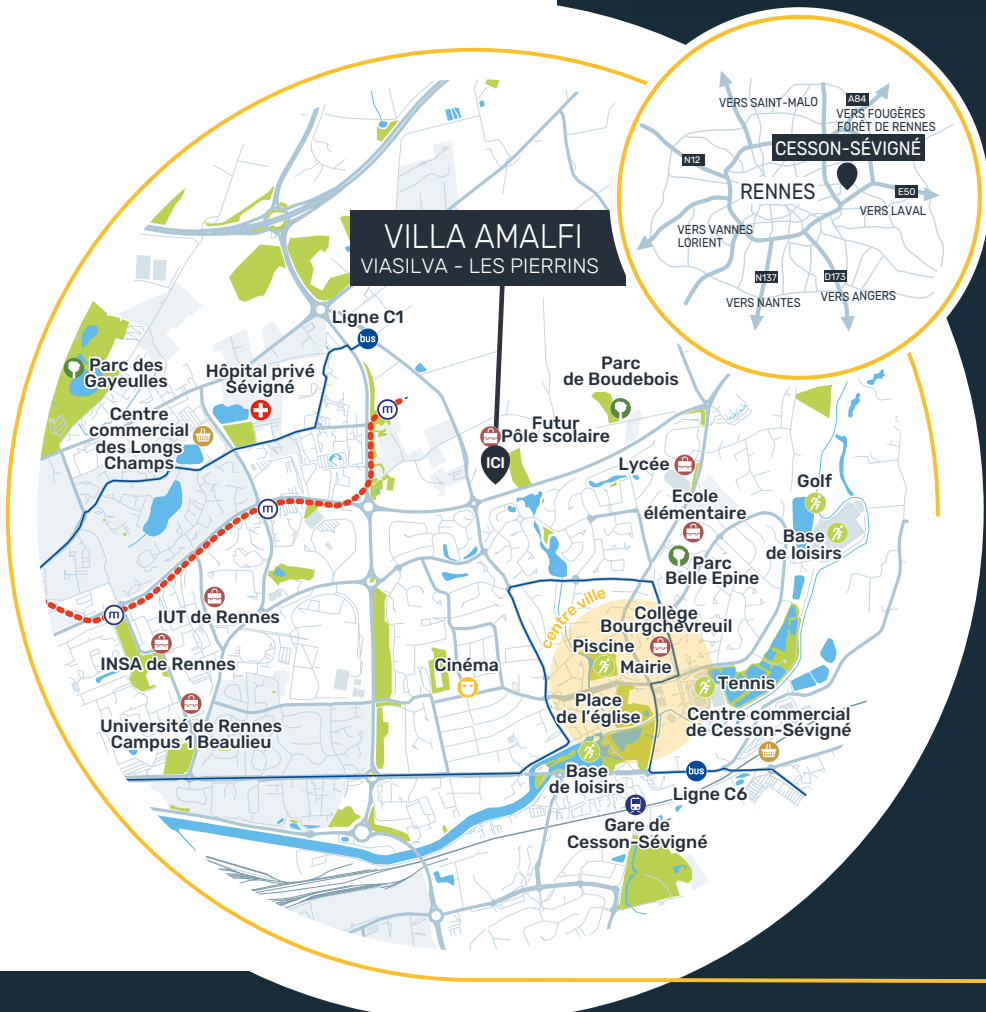 VERS SAINT-MALO
A84
VERS FOUGÈRES
FORÊT DE RENNES
CESSON-SÉVIGNÉ
N12
RENNES
E50
VERS LAVAL
VERS VANNES
LORIENT
N137
D173
VERS NANTES
VERS ANGERS
VILLA AMALFI
VIASILVA - LES PIERRINS
Ligne C1
bus
Parc des
Gayeulles
Hôpital privé
Sévigné
Parc
de Boudebois
m
Centre
commercial
des Longs
Champs
Futur
Pôle scolaire
ICI
Lycée
Golf
Ecole
élémentaire
m
Base
de loisirs
Parc
Belle Epine
m
IUT de Rennes
centre ville
Collège
Bourgchevreuil
INSA de Rennes
Piscine
Mairie
Cinéma
Tennis
Université de Rennes
Campus 1 Beaulieu
Place
de l'église
Centre commercial
de Cesson-Sévigné
Base
de loisirs
bus
Ligne C6
Gare de
Cesson-Sévigné